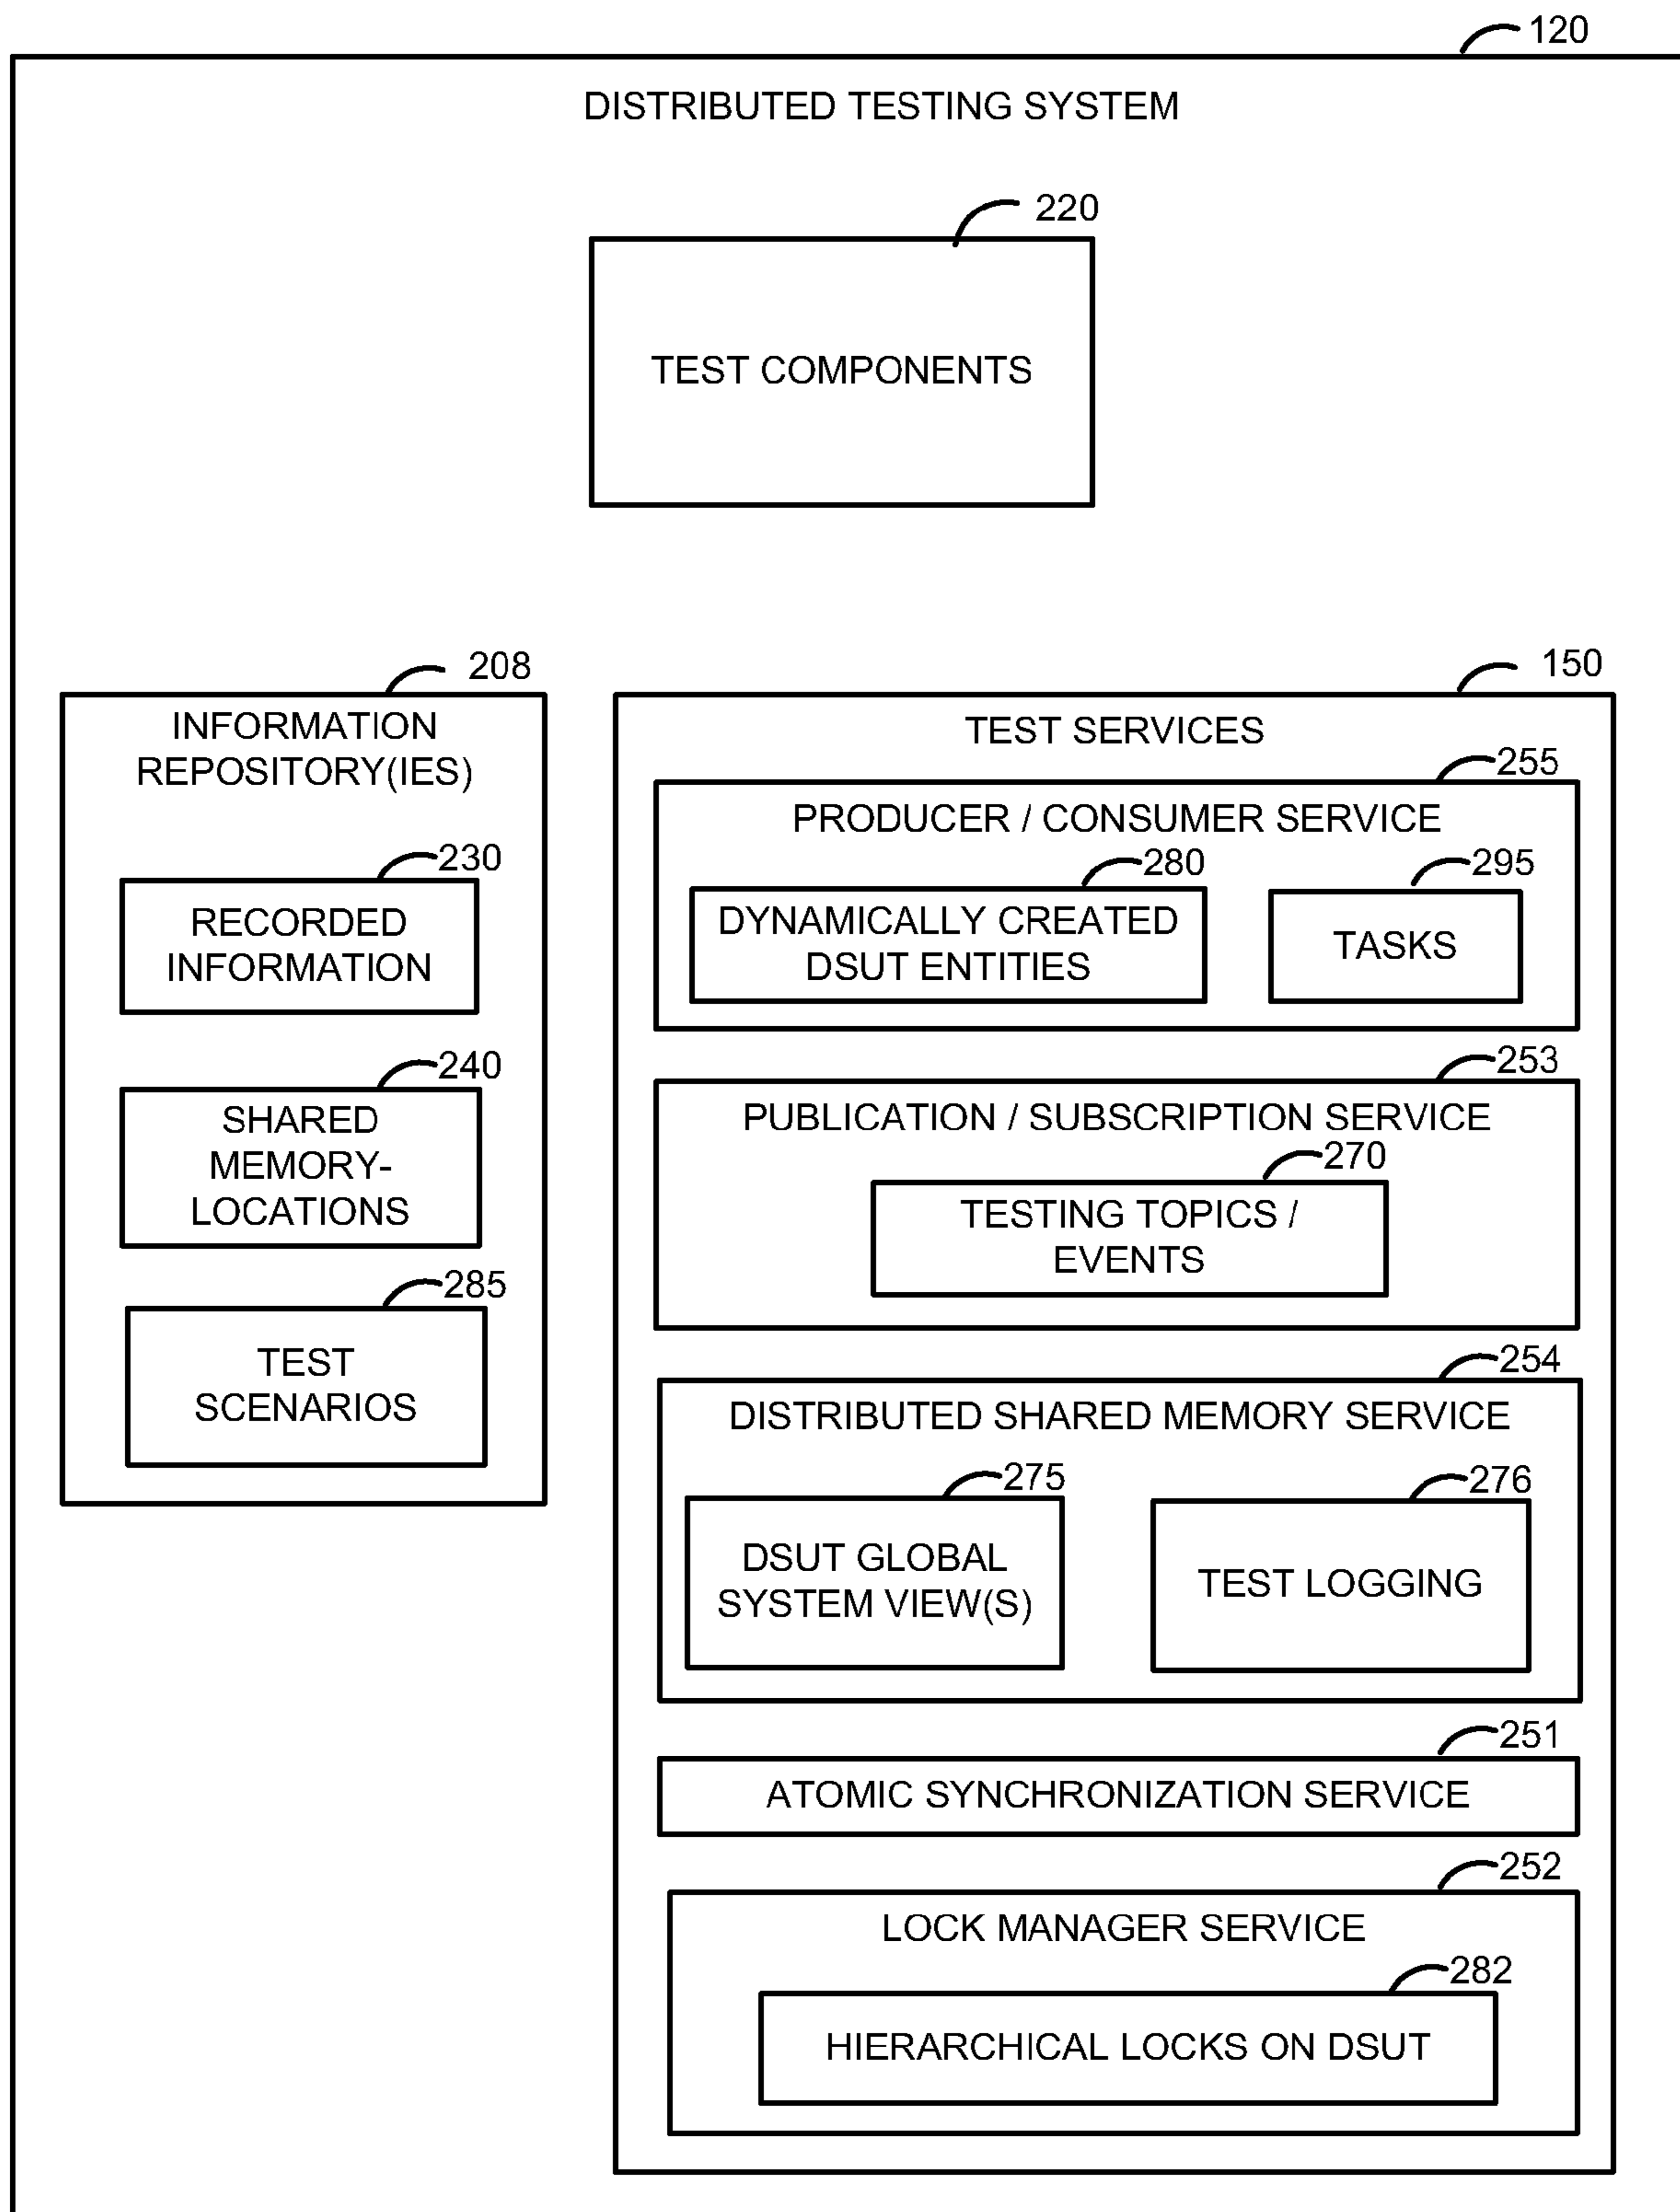 120
DISTRIBUTED TESTING SYSTEM
220
TEST COMPONENTS
208
INFORMATION
REPOSITORY(IES)
230
RECORDED
INFORMATION
240
SHARED
MEMORY-
LOCATIONS
285
TEST
SCENARIOS
150
TEST SERVICES
255
PRODUCER / CONSUMER SERVICE
280
DYNAMICALLY CREATED
DSUT ENTITIES
295
TASKS
253
PUBLICATION / SUBSCRIPTION SERVICE
270
TESTING TOPICS /
EVENTS
254
DISTRIBUTED SHARED MEMORY SERVICE
275
DSUT GLOBAL
SYSTEM VIEW(S)
276
TEST LOGGING
251
ATOMIC SYNCHRONIZATION SERVICE
252
LOCK MANAGER SERVICE
282
HIERARCHICAL LOCKS ON DSUT